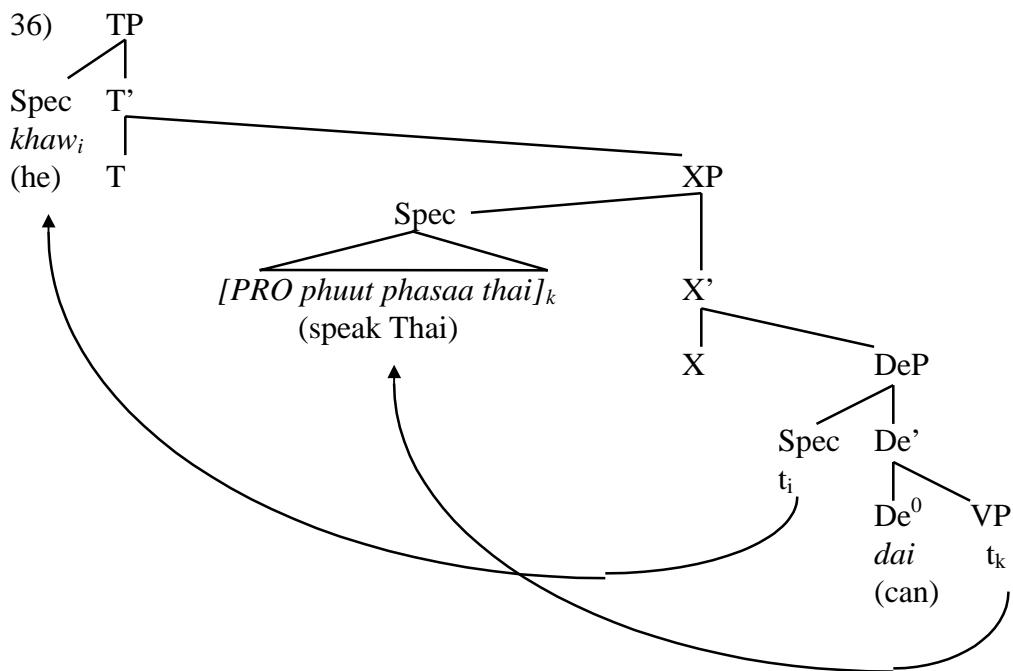 36) TP
Spec T’
khawᵢ
(he) T XP
Spec
[PRO phuut phasaa thai]ₖ X’
(speak Thai)
X DeP
Spec De’
tᵢ
De⁰ VP
dai tₖ
(can)